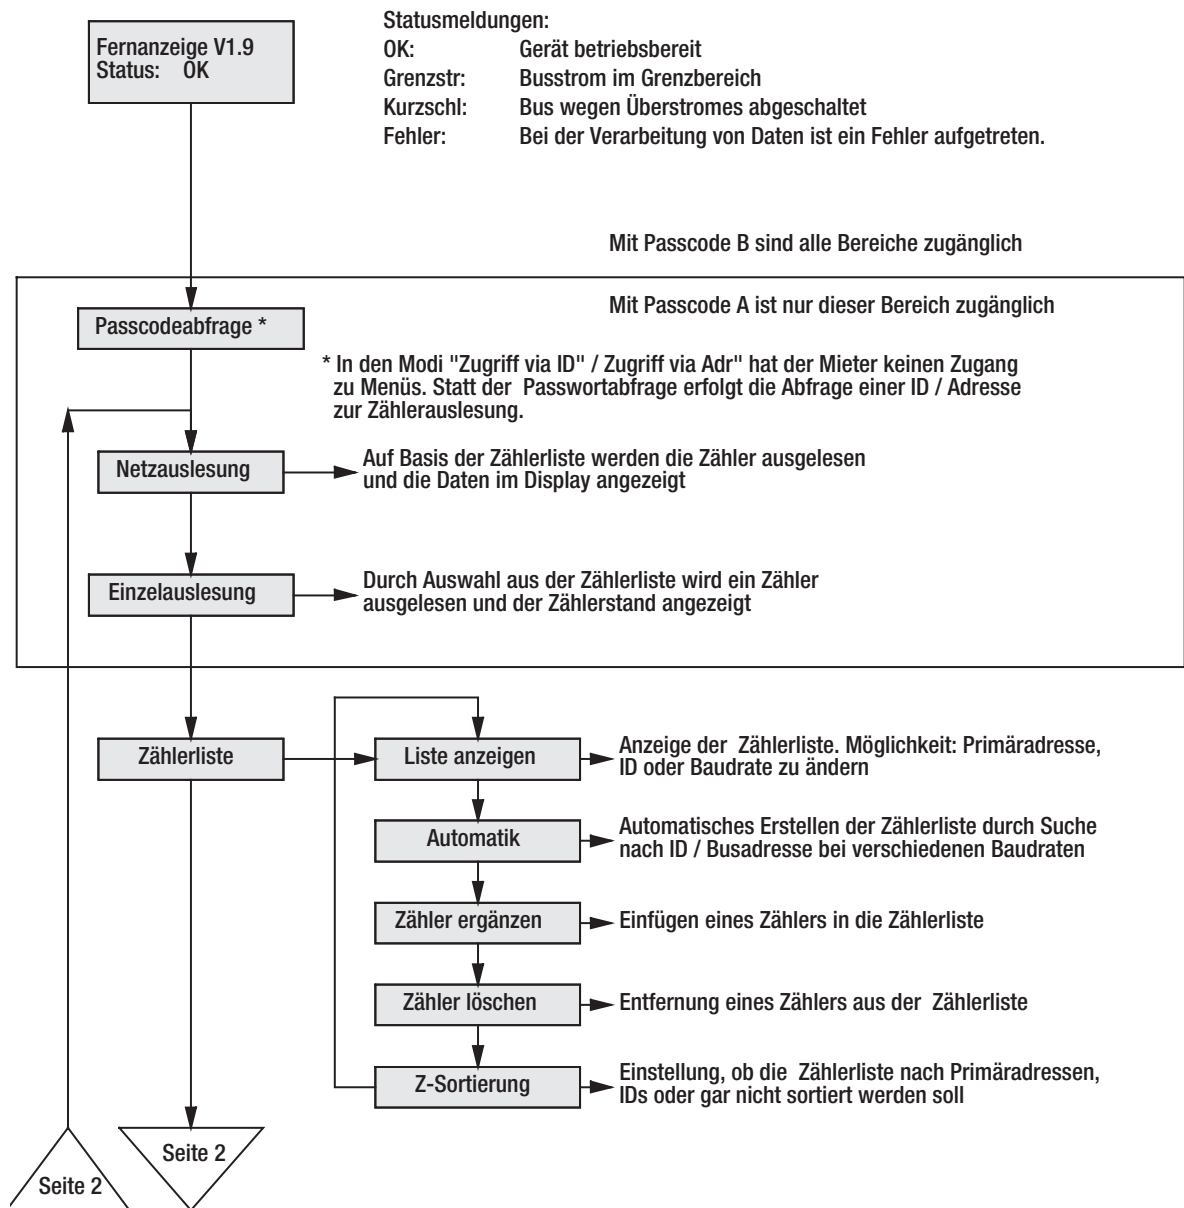 Fernanzeige V1.9
Status: OK
Statusmeldungen:
OK: Gerät betriebsbereit
Grenzstr: Busstrom im Grenzbereich
Kurzschl: Bus wegen Überstromes abgeschaltet
Fehler: Bei der Verarbeitung von Daten ist ein Fehler aufgetreten.
Mit Passcode B sind alle Bereiche zugänglich
Mit Passcode A ist nur dieser Bereich zugänglich
Passcodeabfrage *
* In den Modi "Zugriff via ID" / Zugriff via Adr" hat der Mieter keinen Zugang
zu Menüs. Statt der Passwortabfrage erfolgt die Abfrage einer ID / Adresse
zur Zählerauslesung.
Netzauslesung
Auf Basis der Zählerliste werden die Zähler ausgelesen
und die Daten im Display angezeigt
Einzelauslesung
Durch Auswahl aus der Zählerliste wird ein Zähler
ausgelesen und der Zählerstand angezeigt
Zählerliste
Liste anzeigen
Anzeige der Zählerliste. Möglichkeit: Primäradresse,
ID oder Baudrate zu ändern
Automatik
Automatisches Erstellen der Zählerliste durch Suche
nach ID / Busadresse bei verschiedenen Baudraten
Zähler ergänzen
Einfügen eines Zählers in die Zählerliste
Zähler löschen
Entfernung eines Zählers aus der Zählerliste
Z-Sortierung
Einstellung, ob die Zählerliste nach Primäradressen,
IDs oder gar nicht sortiert werden soll
Seite 2
Seite 2